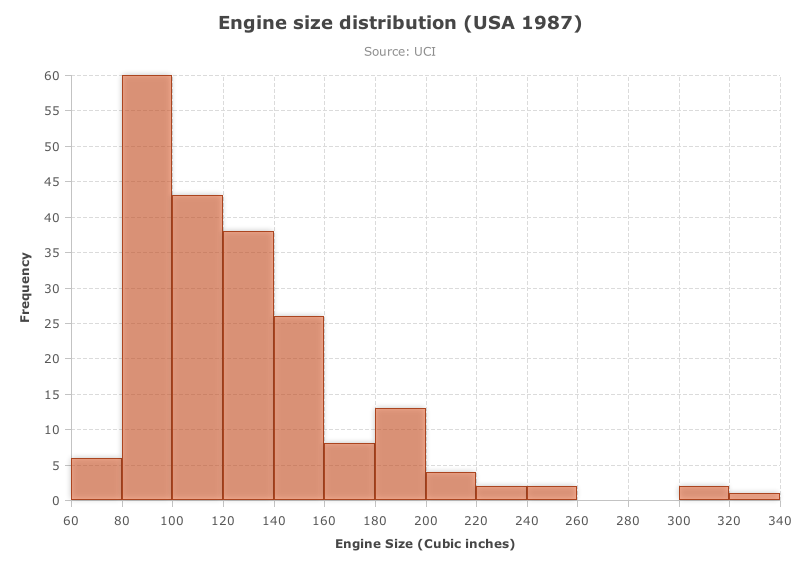 Engine size distribution (USA 1987)
Source: UCI
60
55
50
45
40
35
30
25
20
15
10
5
0
Frequency
60 80 100 120 140 160 180 200 220 240 260 280 300 320 340
Engine Size (Cubic inches)